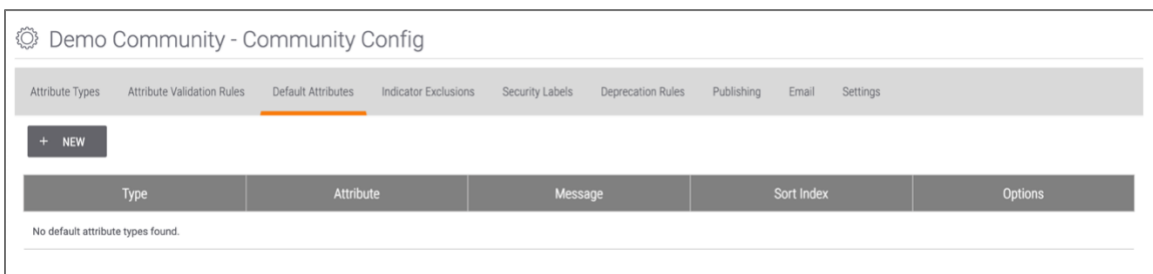 Demo Community - Community Config
Attribute Types Attribute Validation Rules Default Attributes Indicator Exclusions Security Labels Deprecation Rules Publishing Email Settings
+ NEW
Type Attribute Message Sort Index Options
No default attribute types found.